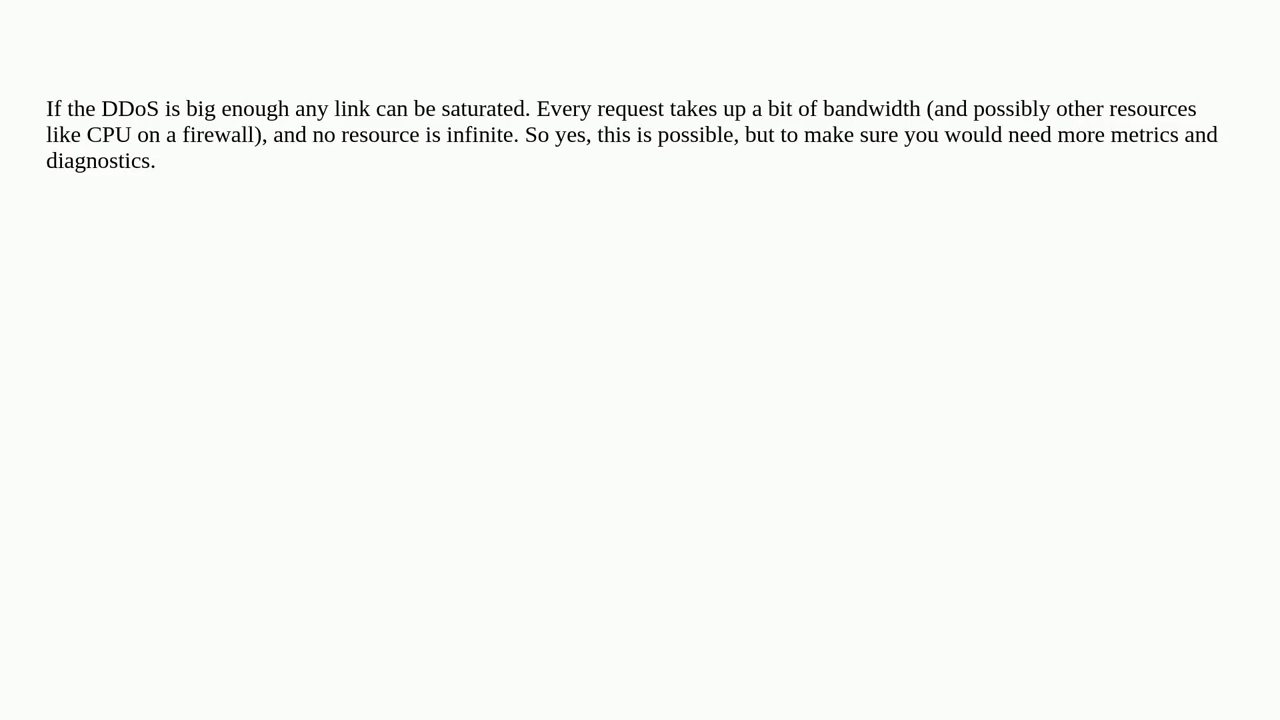 If the DDoS is big enough any link can be saturated. Every request takes up a bit of bandwidth (and possibly other resources
like CPU on a firewall), and no resource is infinite. So yes, this is possible, but to make sure you would need more metrics and
diagnostics.